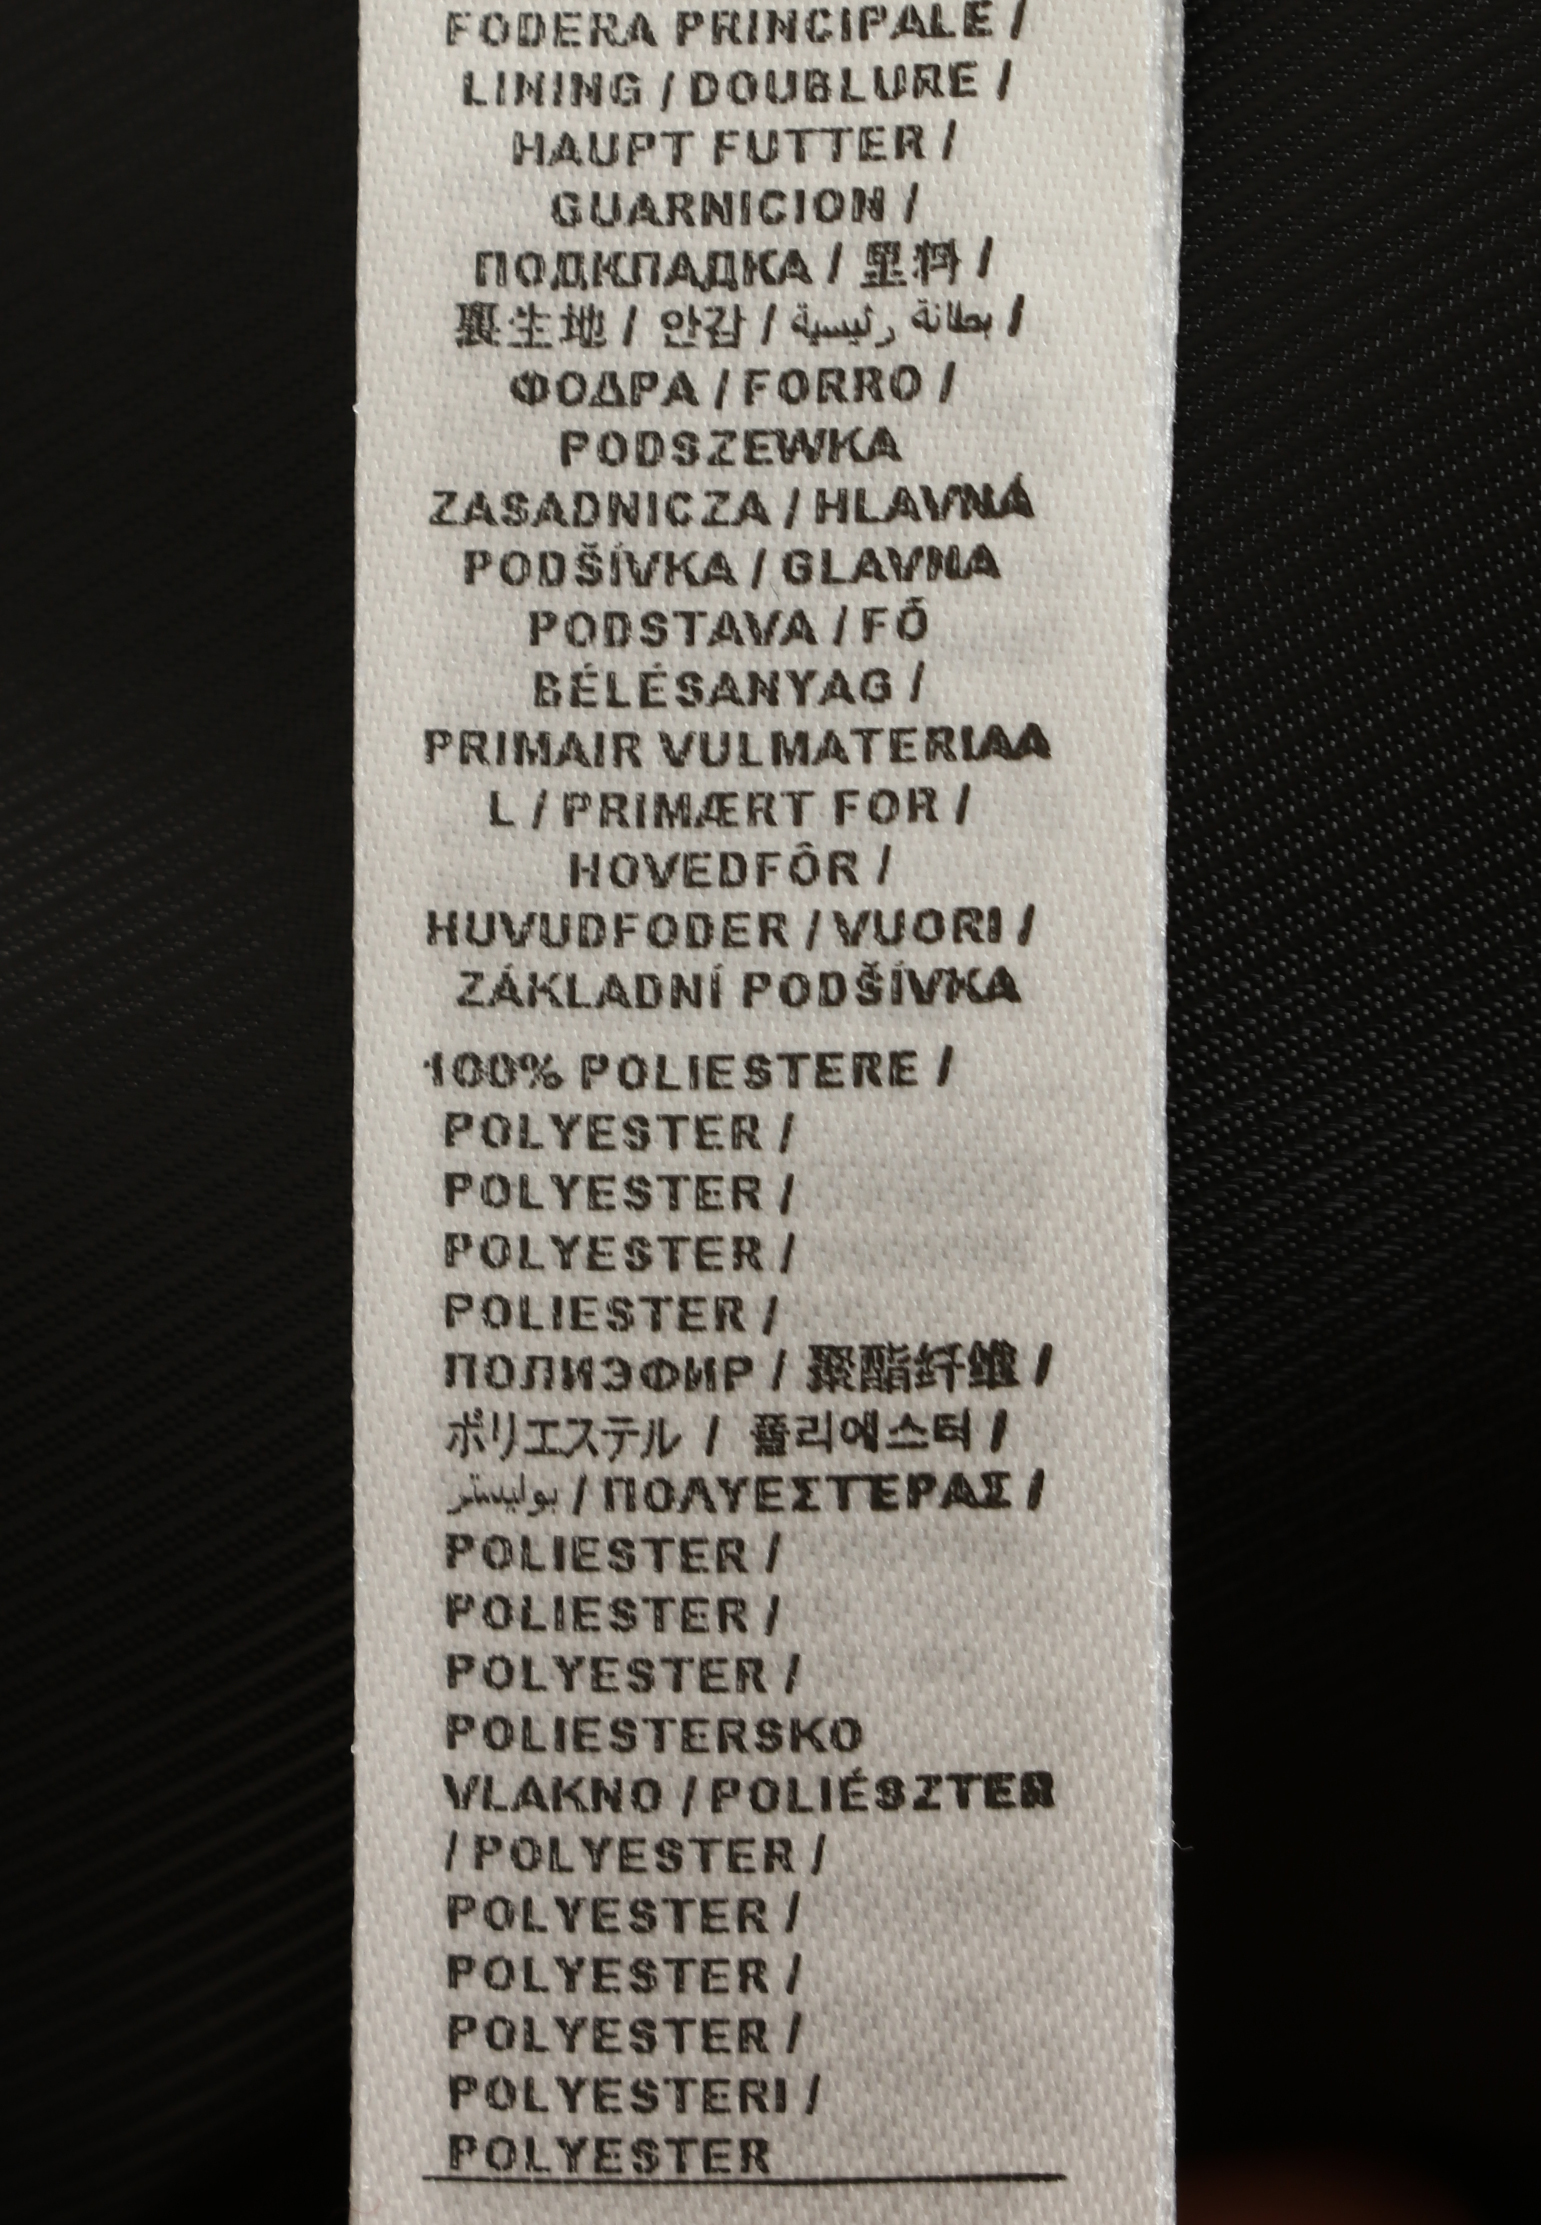 FODERA PRINCIPALE /
LINING / DOUBLURE /
HAUPT FUTTER /
GUARNICION /
ПОДКЛАДКА / 里料 /
裏生地 / 안감 / بطانة رئيسية /
ΦΟΔΡΑ / FORRO /
PODSZEWKA
ZASADNICZA / HLAVNÁ
PODŠÍVKA / GLAVNA
PODSTAVA / FŐ
BÉLÉSANYAG /
PRIMAIR VULMATERIAA
L / PRIMÆRT FOR /
HOVEDFÔR /
HUVUDFODER / VUORI /
ZÁKLADNÍ PODŠÍVKA
100% POLIESTERE /
POLYESTER /
POLYESTER /
POLYESTER /
POLIESTER /
ПОЛИЭФИР / 聚酯纤维 /
ポリエステル / 폴리에스터 /
بوليستر / ΠΟΛΥΕΣΤΕΡΑΣ /
POLIESTER /
POLIESTER /
POLYESTER /
POLIESTERSKO
VLAKNO / POLIÉSZTER
/ POLYESTER /
POLYESTER /
POLYESTER /
POLYESTER /
POLYESTERI /
POLYESTER